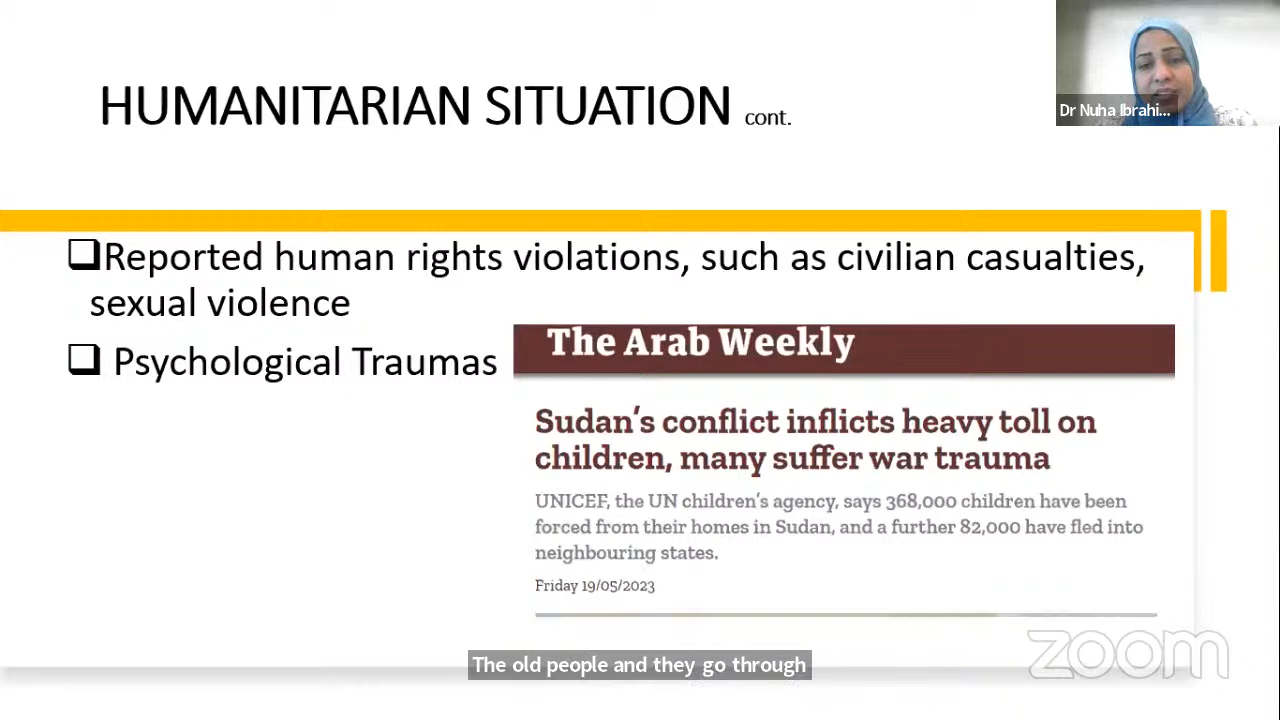 HUMANITARIAN SITUATION cont.
Dr Nuha Ibrahi...
Reported human rights violations, such as civilian casualties,
sexual violence
Psychological Traumas
The Arab Weekly
Sudan's conflict inflicts heavy toll on
children, many suffer war trauma
UNICEF, the UN children's agency, says 368,000 children have been
forced from their homes in Sudan, and a further 82,000 have fled into
neighbouring states.
Friday 19/05/2023
zoom
The old people and they go through